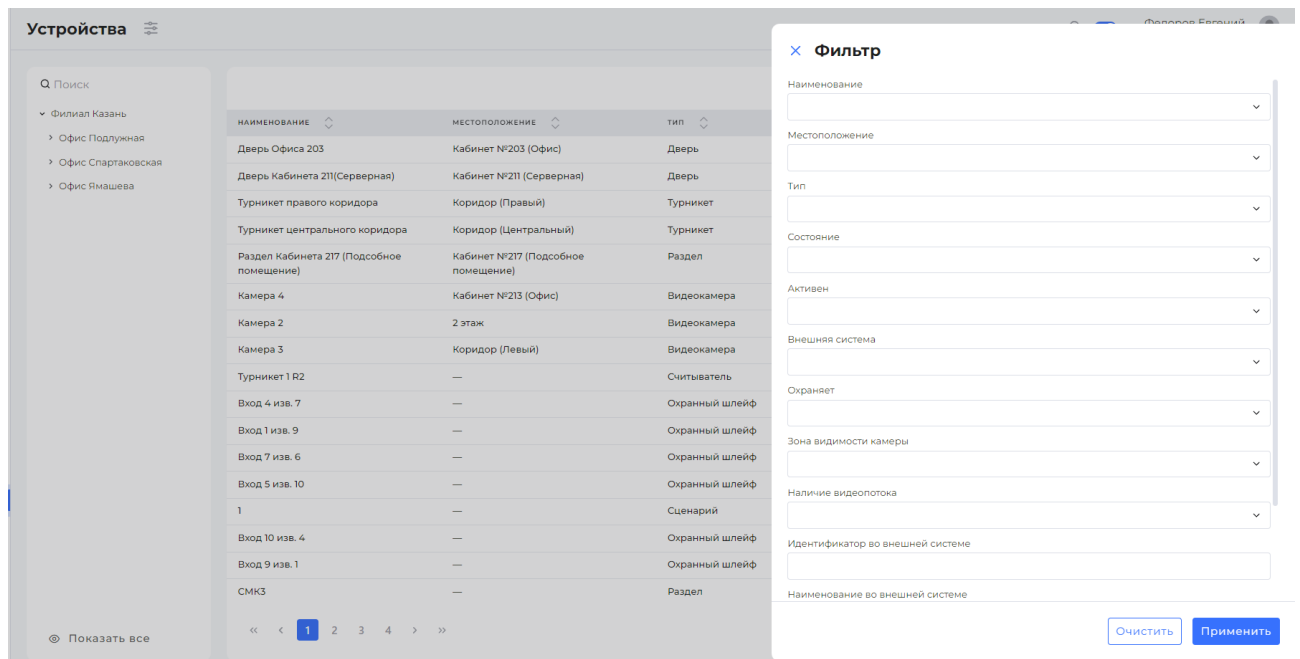 Устройства
Федоров Евгений
Поиск
Филиал Казань
Офис Подлужная
Офис Спартаковская
Офис Ямашева
Показать все
НАИМЕНОВАНИЕ МЕСТОПОЛОЖЕНИЕ ТИП
Дверь Офиса 203 Кабинет №203 (Офис) Дверь
Дверь Кабинета 211(Серверная) Кабинет №211 (Серверная) Дверь
Турникет правого коридора Коридор (Правый) Турникет
Турникет центрального коридора Коридор (Центральный) Турникет
Раздел Кабинета 217 (Подсобное Кабинет №217 (Подсобное Раздел
помещение) помещение)
Камера 4 Кабинет №213 (Офис) Видеокамера
Камера 2 2 этаж Видеокамера
Камера 3 Коридор (Левый) Видеокамера
Турникет 1 R2 — Считыватель
Вход 4 изв. 7 — Охранный шлейф
Вход 1 изв. 9 — Охранный шлейф
Вход 7 изв. 6 — Охранный шлейф
Вход 5 изв. 10 — Охранный шлейф
1 — Сценарий
Вход 10 изв. 4 — Охранный шлейф
Вход 9 изв. 1 — Охранный шлейф
СМК3 — Раздел
1 2 3 4
Фильтр
Наименование
Местоположение
Тип
Состояние
Активен
Внешняя система
Охраняет
Зона видимости камеры
Наличие видеопотока
Идентификатор во внешней системе
Наименование во внешней системе
Очистить Применить